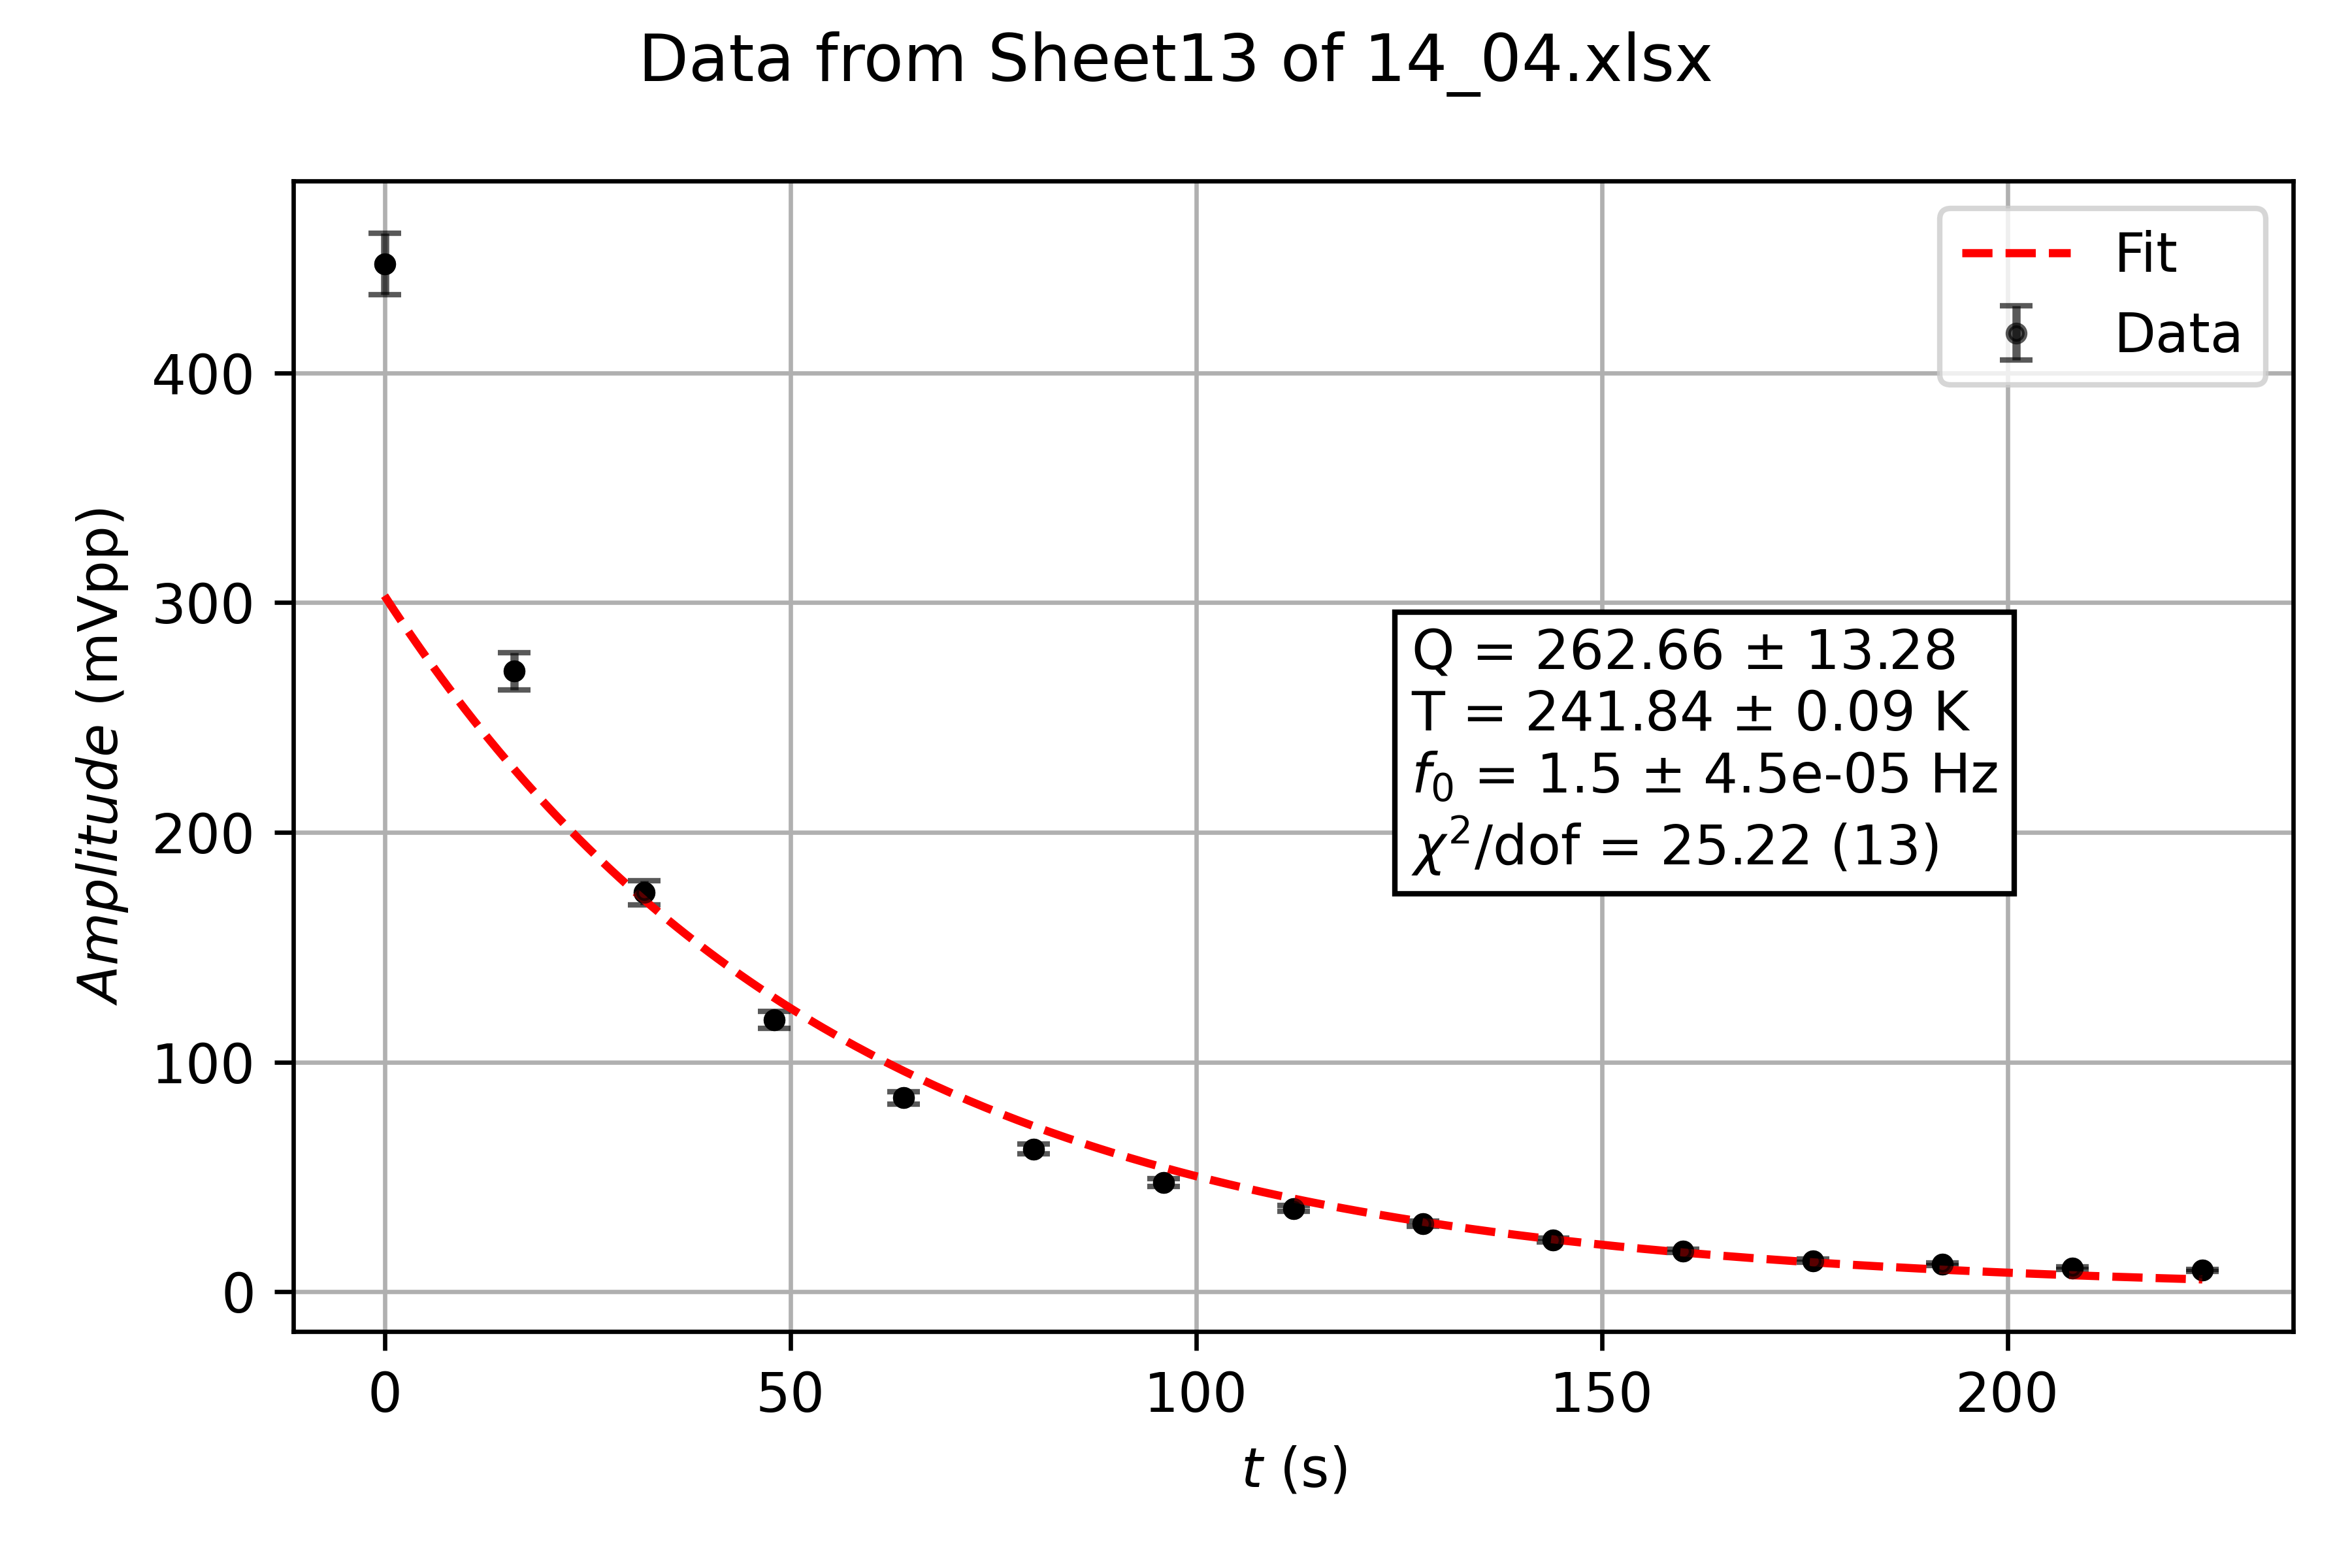 Data from Sheet13 of 14_04.xlsx
Fit
Data
Q = 262.66 ± 13.28
T = 241.84 ± 0.09 K
f₀ = 1.5 ± 4.5e-05 Hz
χ²/dof = 25.22 (13)
Amplitude (mVpp)
400
300
200
100
0
0 50 100 150 200
t (s)